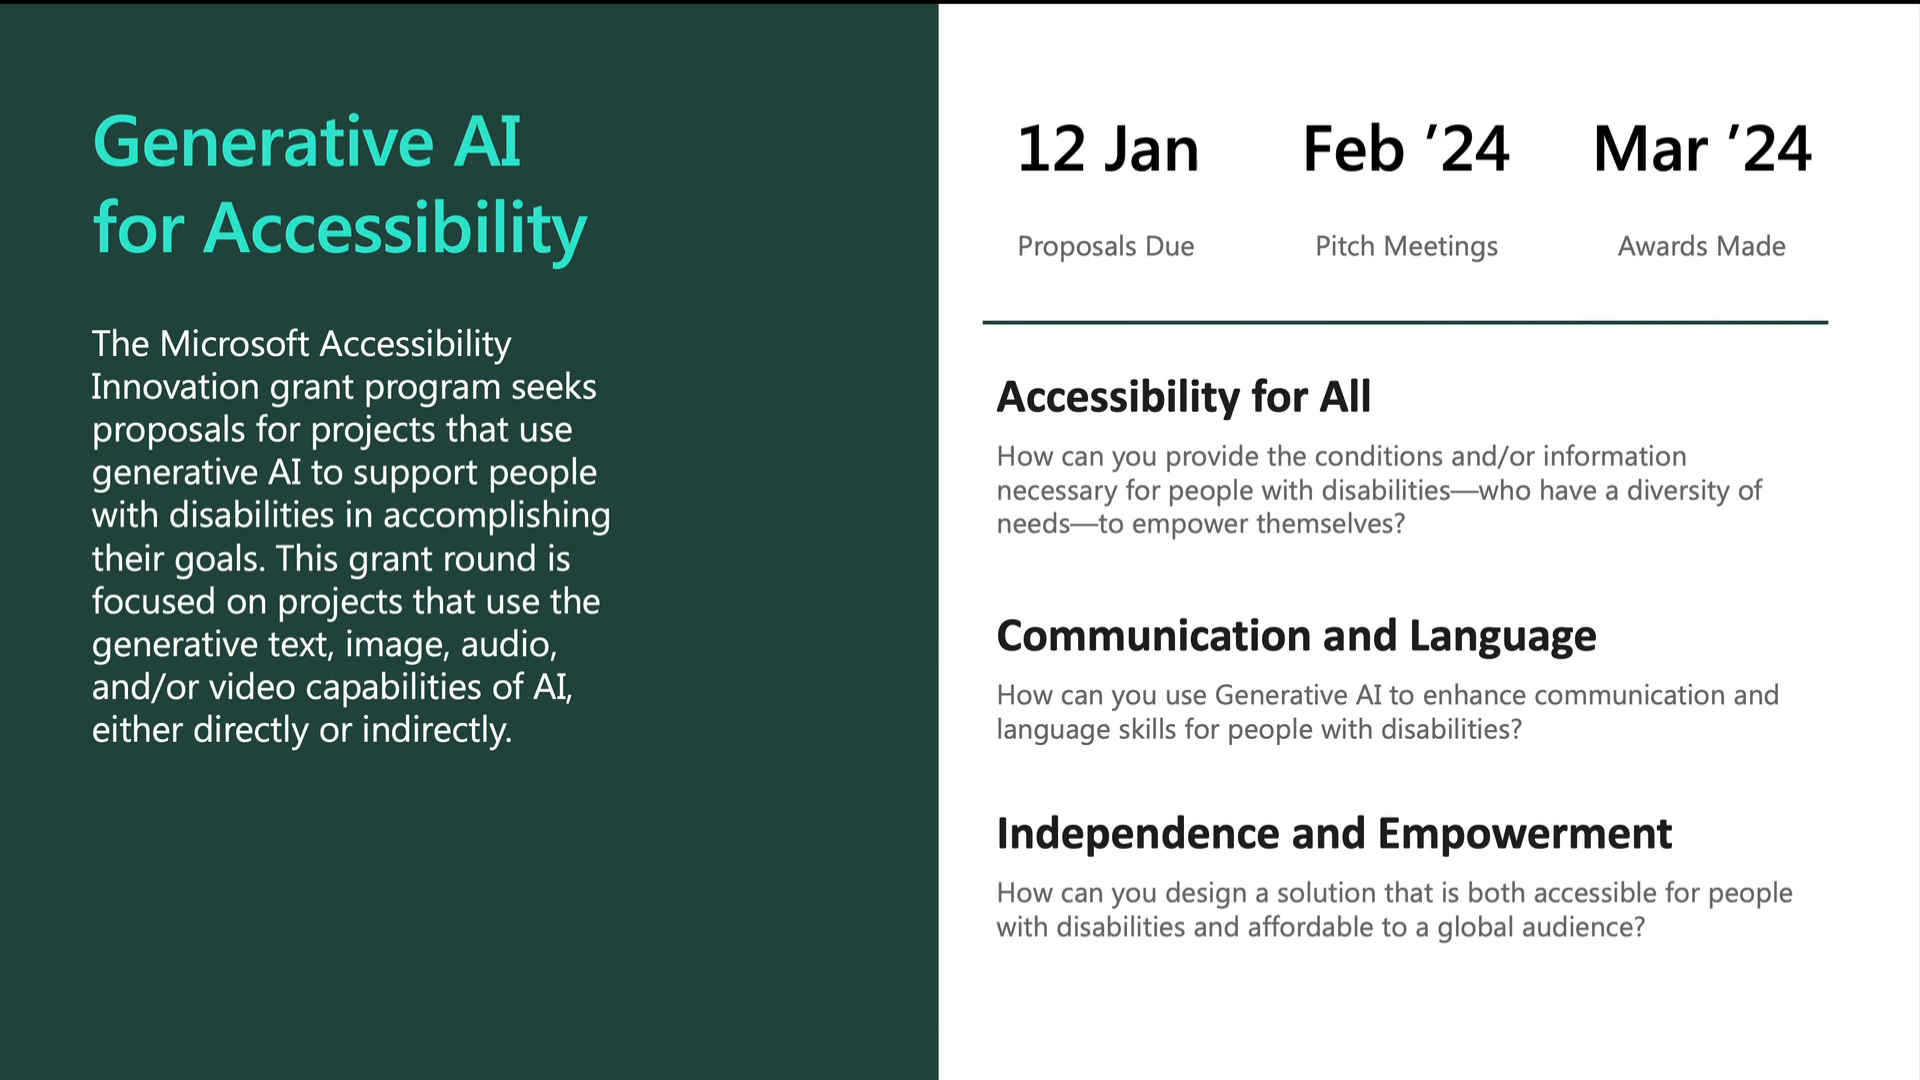 Generative AI
for Accessibility
The Microsoft Accessibility
Innovation grant program seeks
proposals for projects that use
generative AI to support people
with disabilities in accomplishing
their goals. This grant round is
focused on projects that use the
generative text, image, audio,
and/or video capabilities of AI,
either directly or indirectly.
12 Jan
Proposals Due
Feb ’24
Pitch Meetings
Mar ’24
Awards Made
Accessibility for All
How can you provide the conditions and/or information
necessary for people with disabilities—who have a diversity of
needs—to empower themselves?
Communication and Language
How can you use Generative AI to enhance communication and
language skills for people with disabilities?
Independence and Empowerment
How can you design a solution that is both accessible for people
with disabilities and affordable to a global audience?